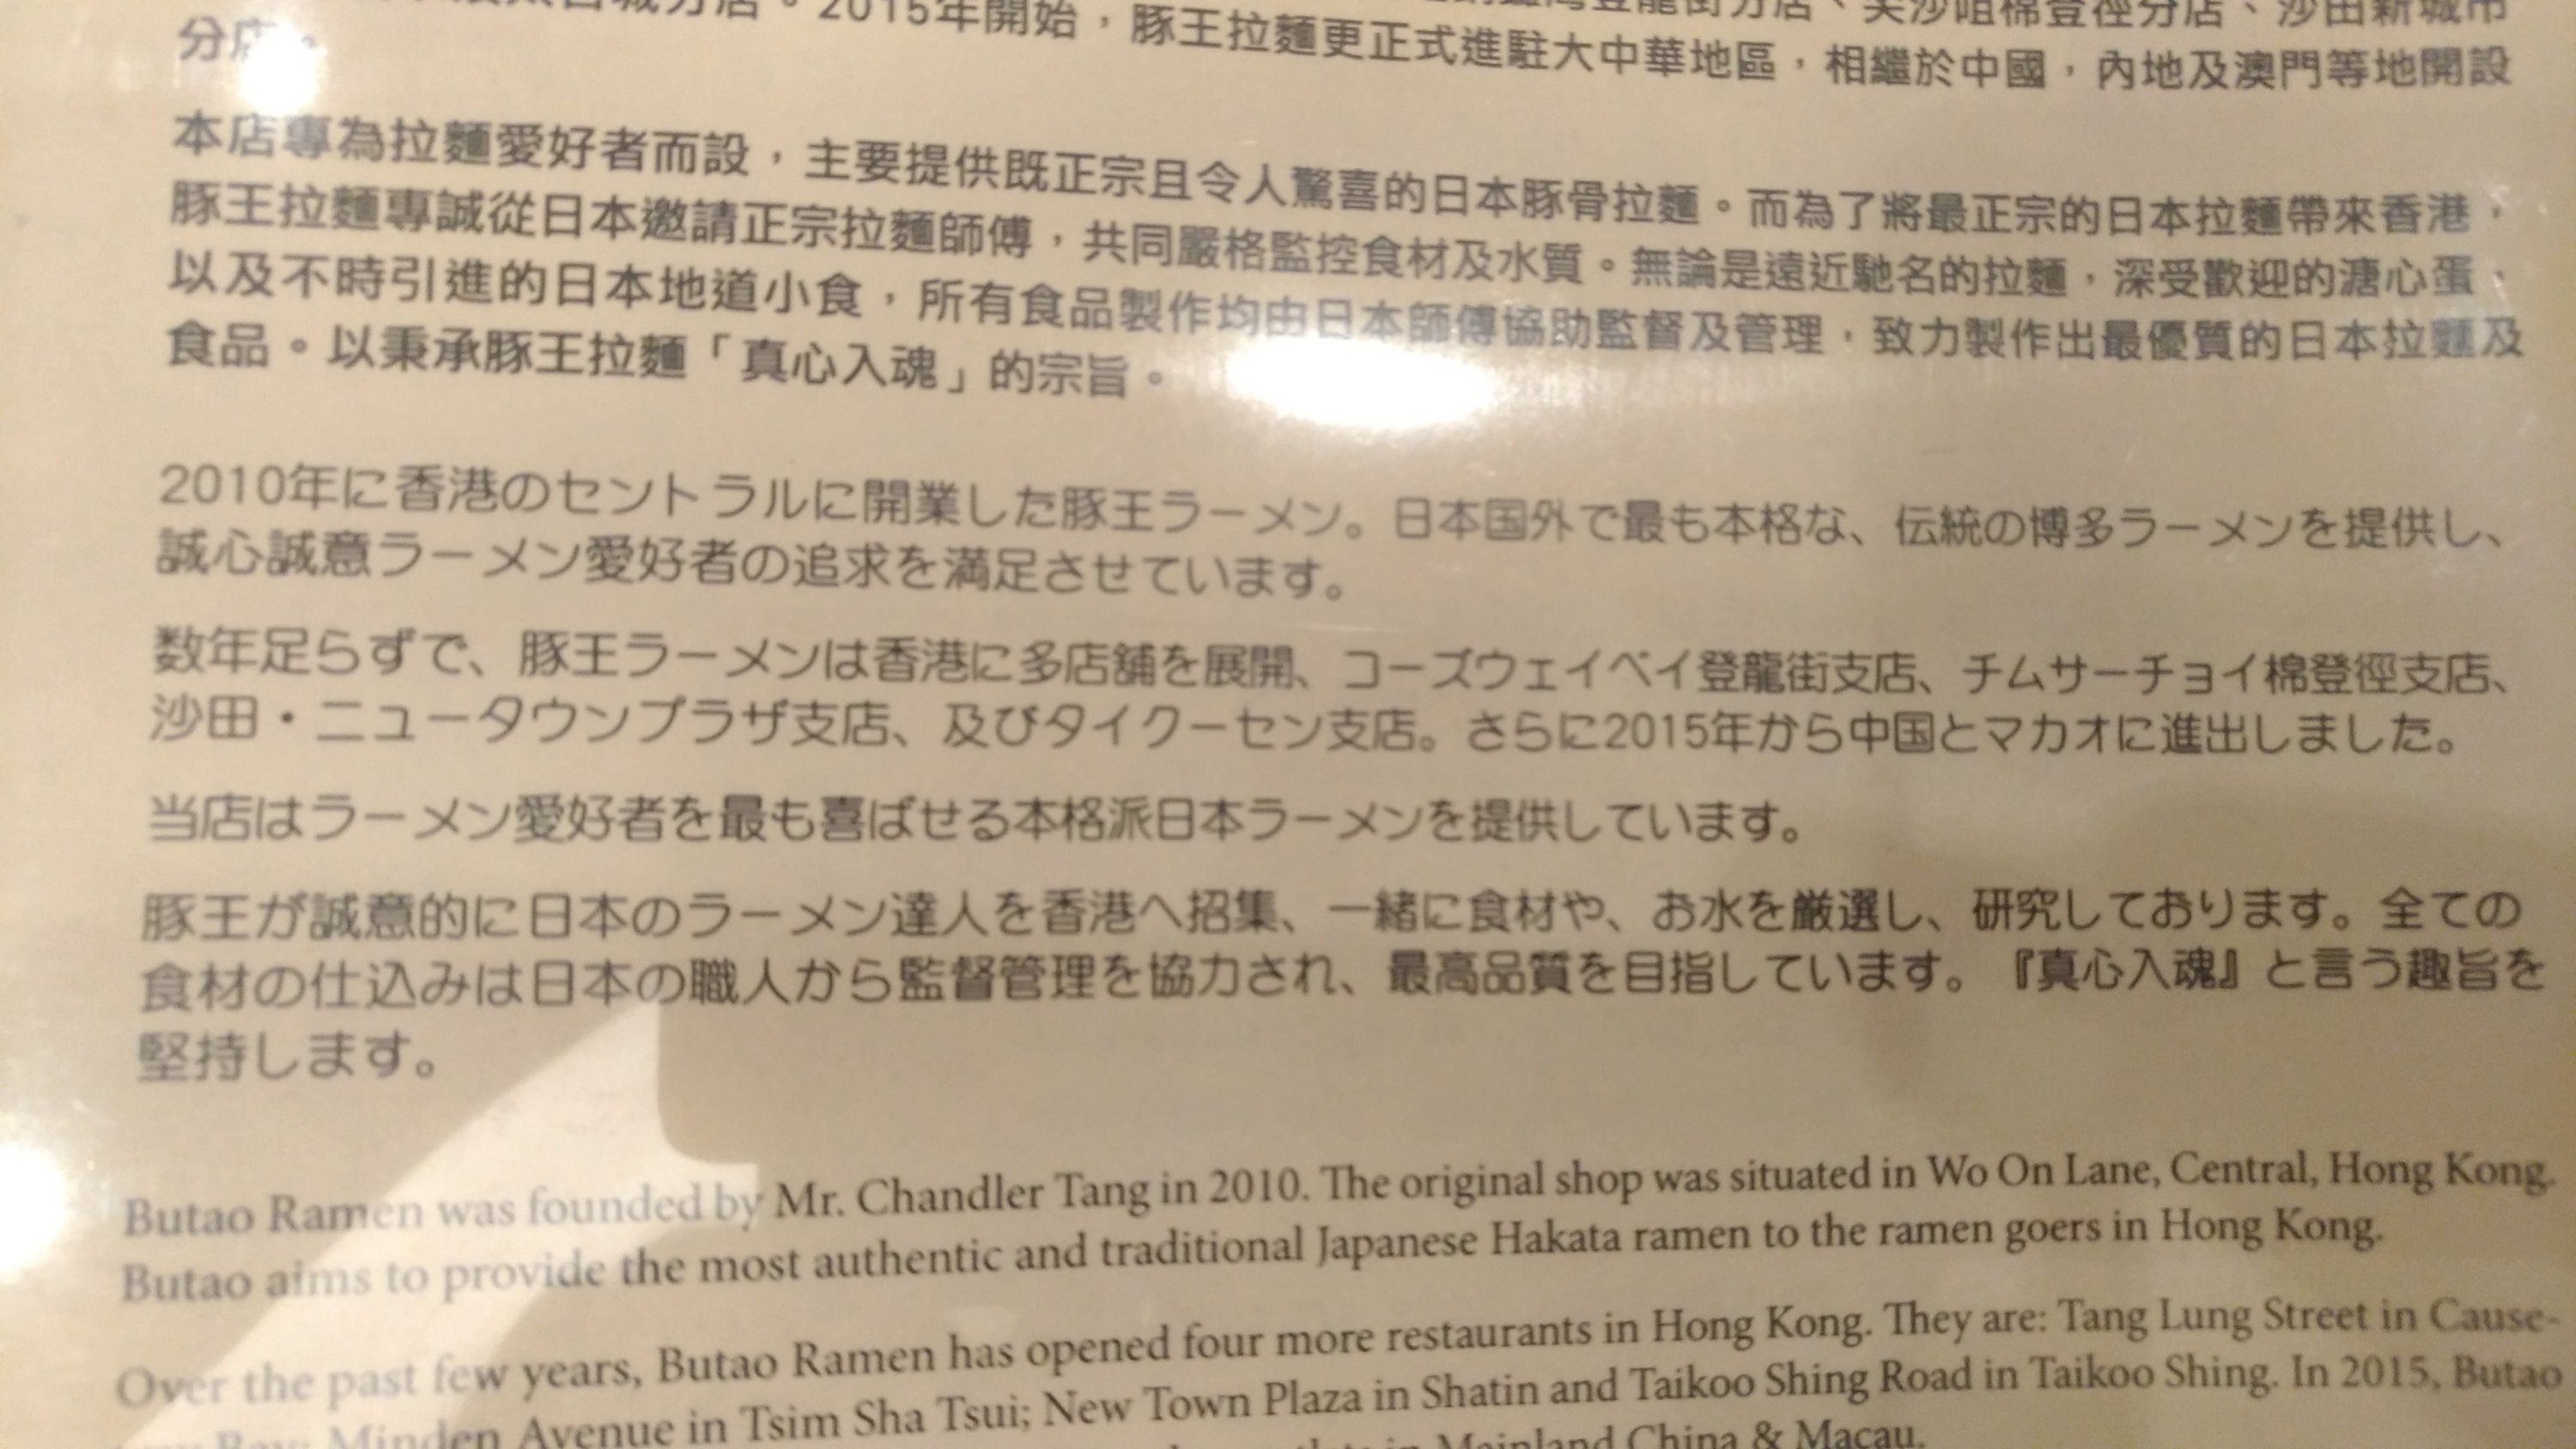 分店。2015年開始，豚王拉麵更正式進駐大中華地區，相繼於中國，內地及澳門等地開設
分店。
本店專為拉麵愛好者而設，主要提供既正宗且令人驚喜的日本豚骨拉麵。而為了將最正宗的日本拉麵帶來香港，
豚王拉麵專誠從日本邀請正宗拉麵師傅，共同嚴格監控食材及水質。無論是遠近馳名的拉麵，深受歡迎的溏心蛋，
以及不時引進的日本地道小食，所有食品製作均由日本師傅協助監督及管理，致力製作出最優質的日本拉麵及
食品。以秉承豚王拉麵「真心入魂」的宗旨。
2010年に香港のセントラルに開業した豚王ラーメン。日本国外で最も本格な、伝統の博多ラーメンを提供し、
誠心誠意ラーメン愛好者の追求を満足させています。
数年足らずで、豚王ラーメンは香港に多店舗を展開、コーズウェイベイ登龍街支店、チムサーチョイ棉登徑支店、
沙田・ニュータウンプラザ支店、及びタイクーセン支店。さらに2015年から中国とマカオに進出しました。
当店はラーメン愛好者を最も喜ばせる本格派日本ラーメンを提供しています。
豚王が誠意的に日本のラーメン達人を香港へ招集、一緒に食材や、お水を厳選し、研究しております。全ての
食材の仕込みは日本の職人から監督管理を協力され、最高品質を目指しています。『真心入魂』と言う趣旨を
堅持します。
Butao Ramen was founded by Mr. Chandler Tang in 2010. The original shop was situated in Wo On Lane, Central, Hong Kong.
Butao aims to provide the most authentic and traditional Japanese Hakata ramen to the ramen goers in Hong Kong.
Over the past few years, Butao Ramen has opened four more restaurants in Hong Kong. They are: Tang Lung Street in Cause-
Bay; Minden Avenue in Tsim Sha Tsui; New Town Plaza in Shatin and Taikoo Shing Road in Taikoo Shing. In 2015, Butao
in Mainland China & Macau.